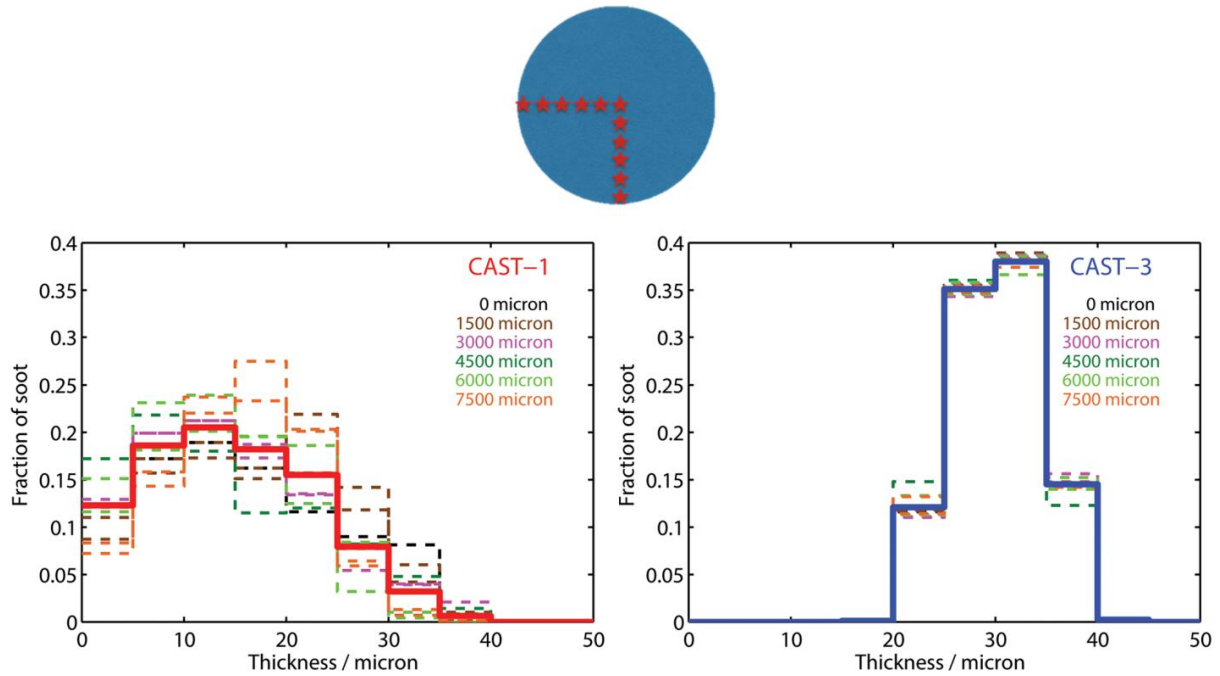 0.4
0.35
0.3
0.25
0.2
0.15
0.1
0.05
0
Fraction of soot
CAST–1
0 micron
1500 micron
3000 micron
4500 micron
6000 micron
7500 micron
0 10 20 30 40 50
Thickness / micron
0.4
0.35
0.3
0.25
0.2
0.15
0.1
0.05
0
Fraction of soot
CAST–3
0 micron
1500 micron
3000 micron
4500 micron
6000 micron
7500 micron
0 10 20 30 40 50
Thickness / micron